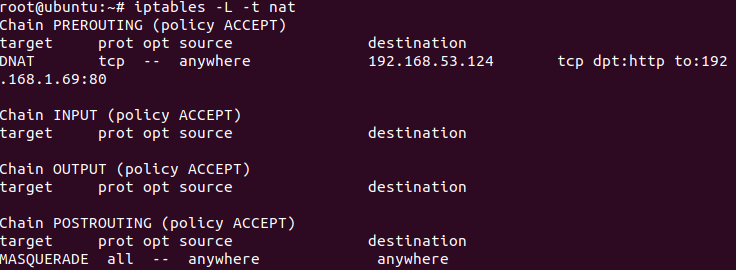 root@ubuntu:~# iptables -L -t nat
Chain PREROUTING (policy ACCEPT)
target     prot opt source               destination
DNAT       tcp  --  anywhere             192.168.53.124       tcp dpt:http to:192
.168.1.69:80
Chain INPUT (policy ACCEPT)
target     prot opt source               destination
Chain OUTPUT (policy ACCEPT)
target     prot opt source               destination
Chain POSTROUTING (policy ACCEPT)
target     prot opt source               destination
MASQUERADE  all  --  anywhere              anywhere